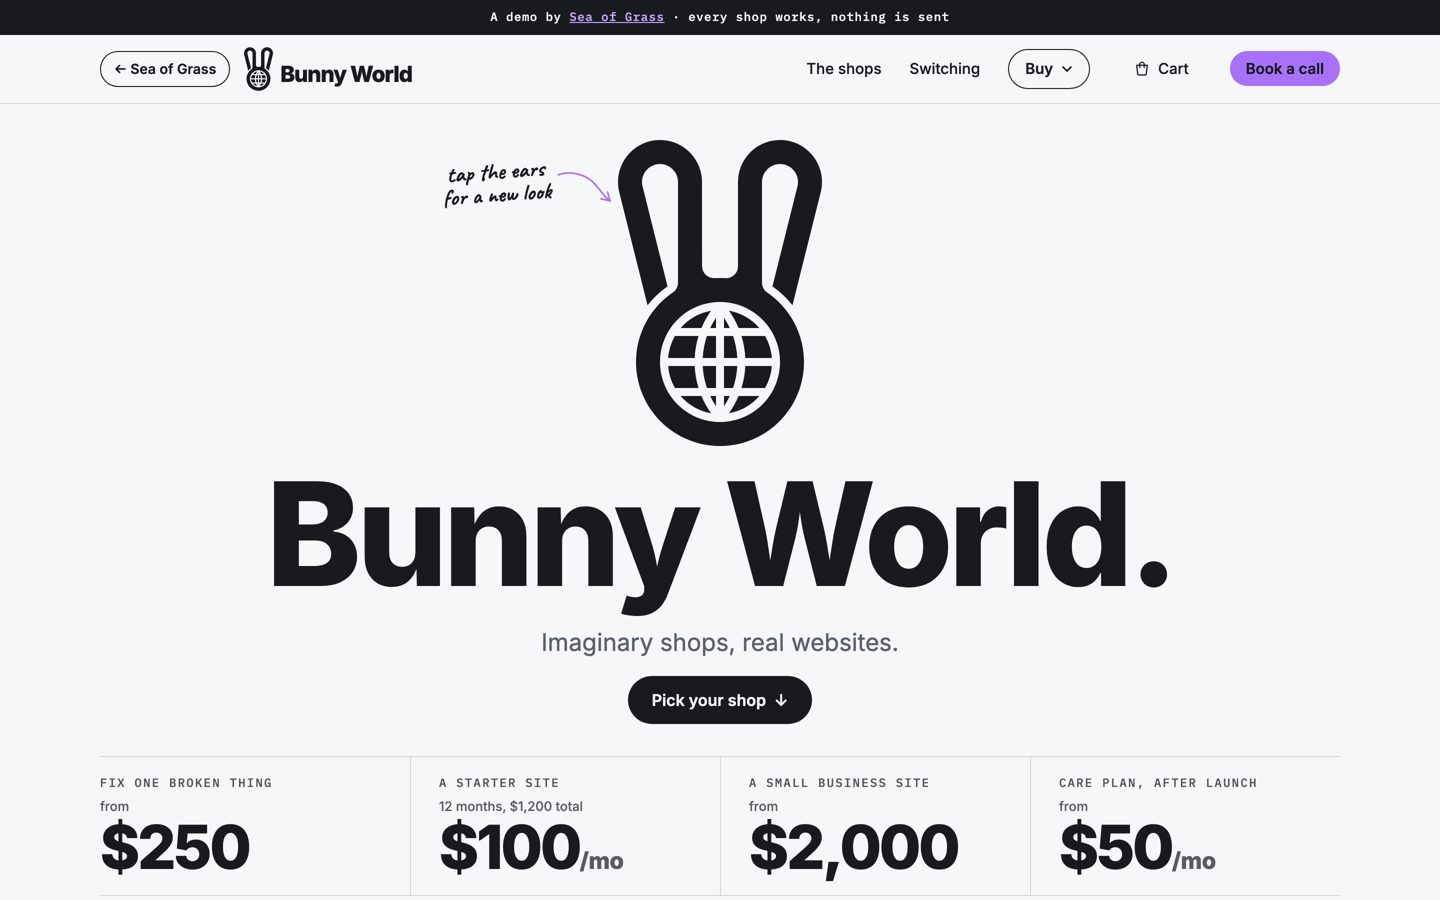 A demo by Sea of Grass · every shop works, nothing is sent
← Sea of Grass
Bunny World
The shops
Switching
Buy
Cart
Book a call
tap the ears
for a new look
Bunny World.
Imaginary shops, real websites.
Pick your shop ↓
FIX ONE BROKEN THING
from
$250
A STARTER SITE
12 months, $1,200 total
$100/mo
A SMALL BUSINESS SITE
from
$2,000
CARE PLAN, AFTER LAUNCH
from
$50/mo